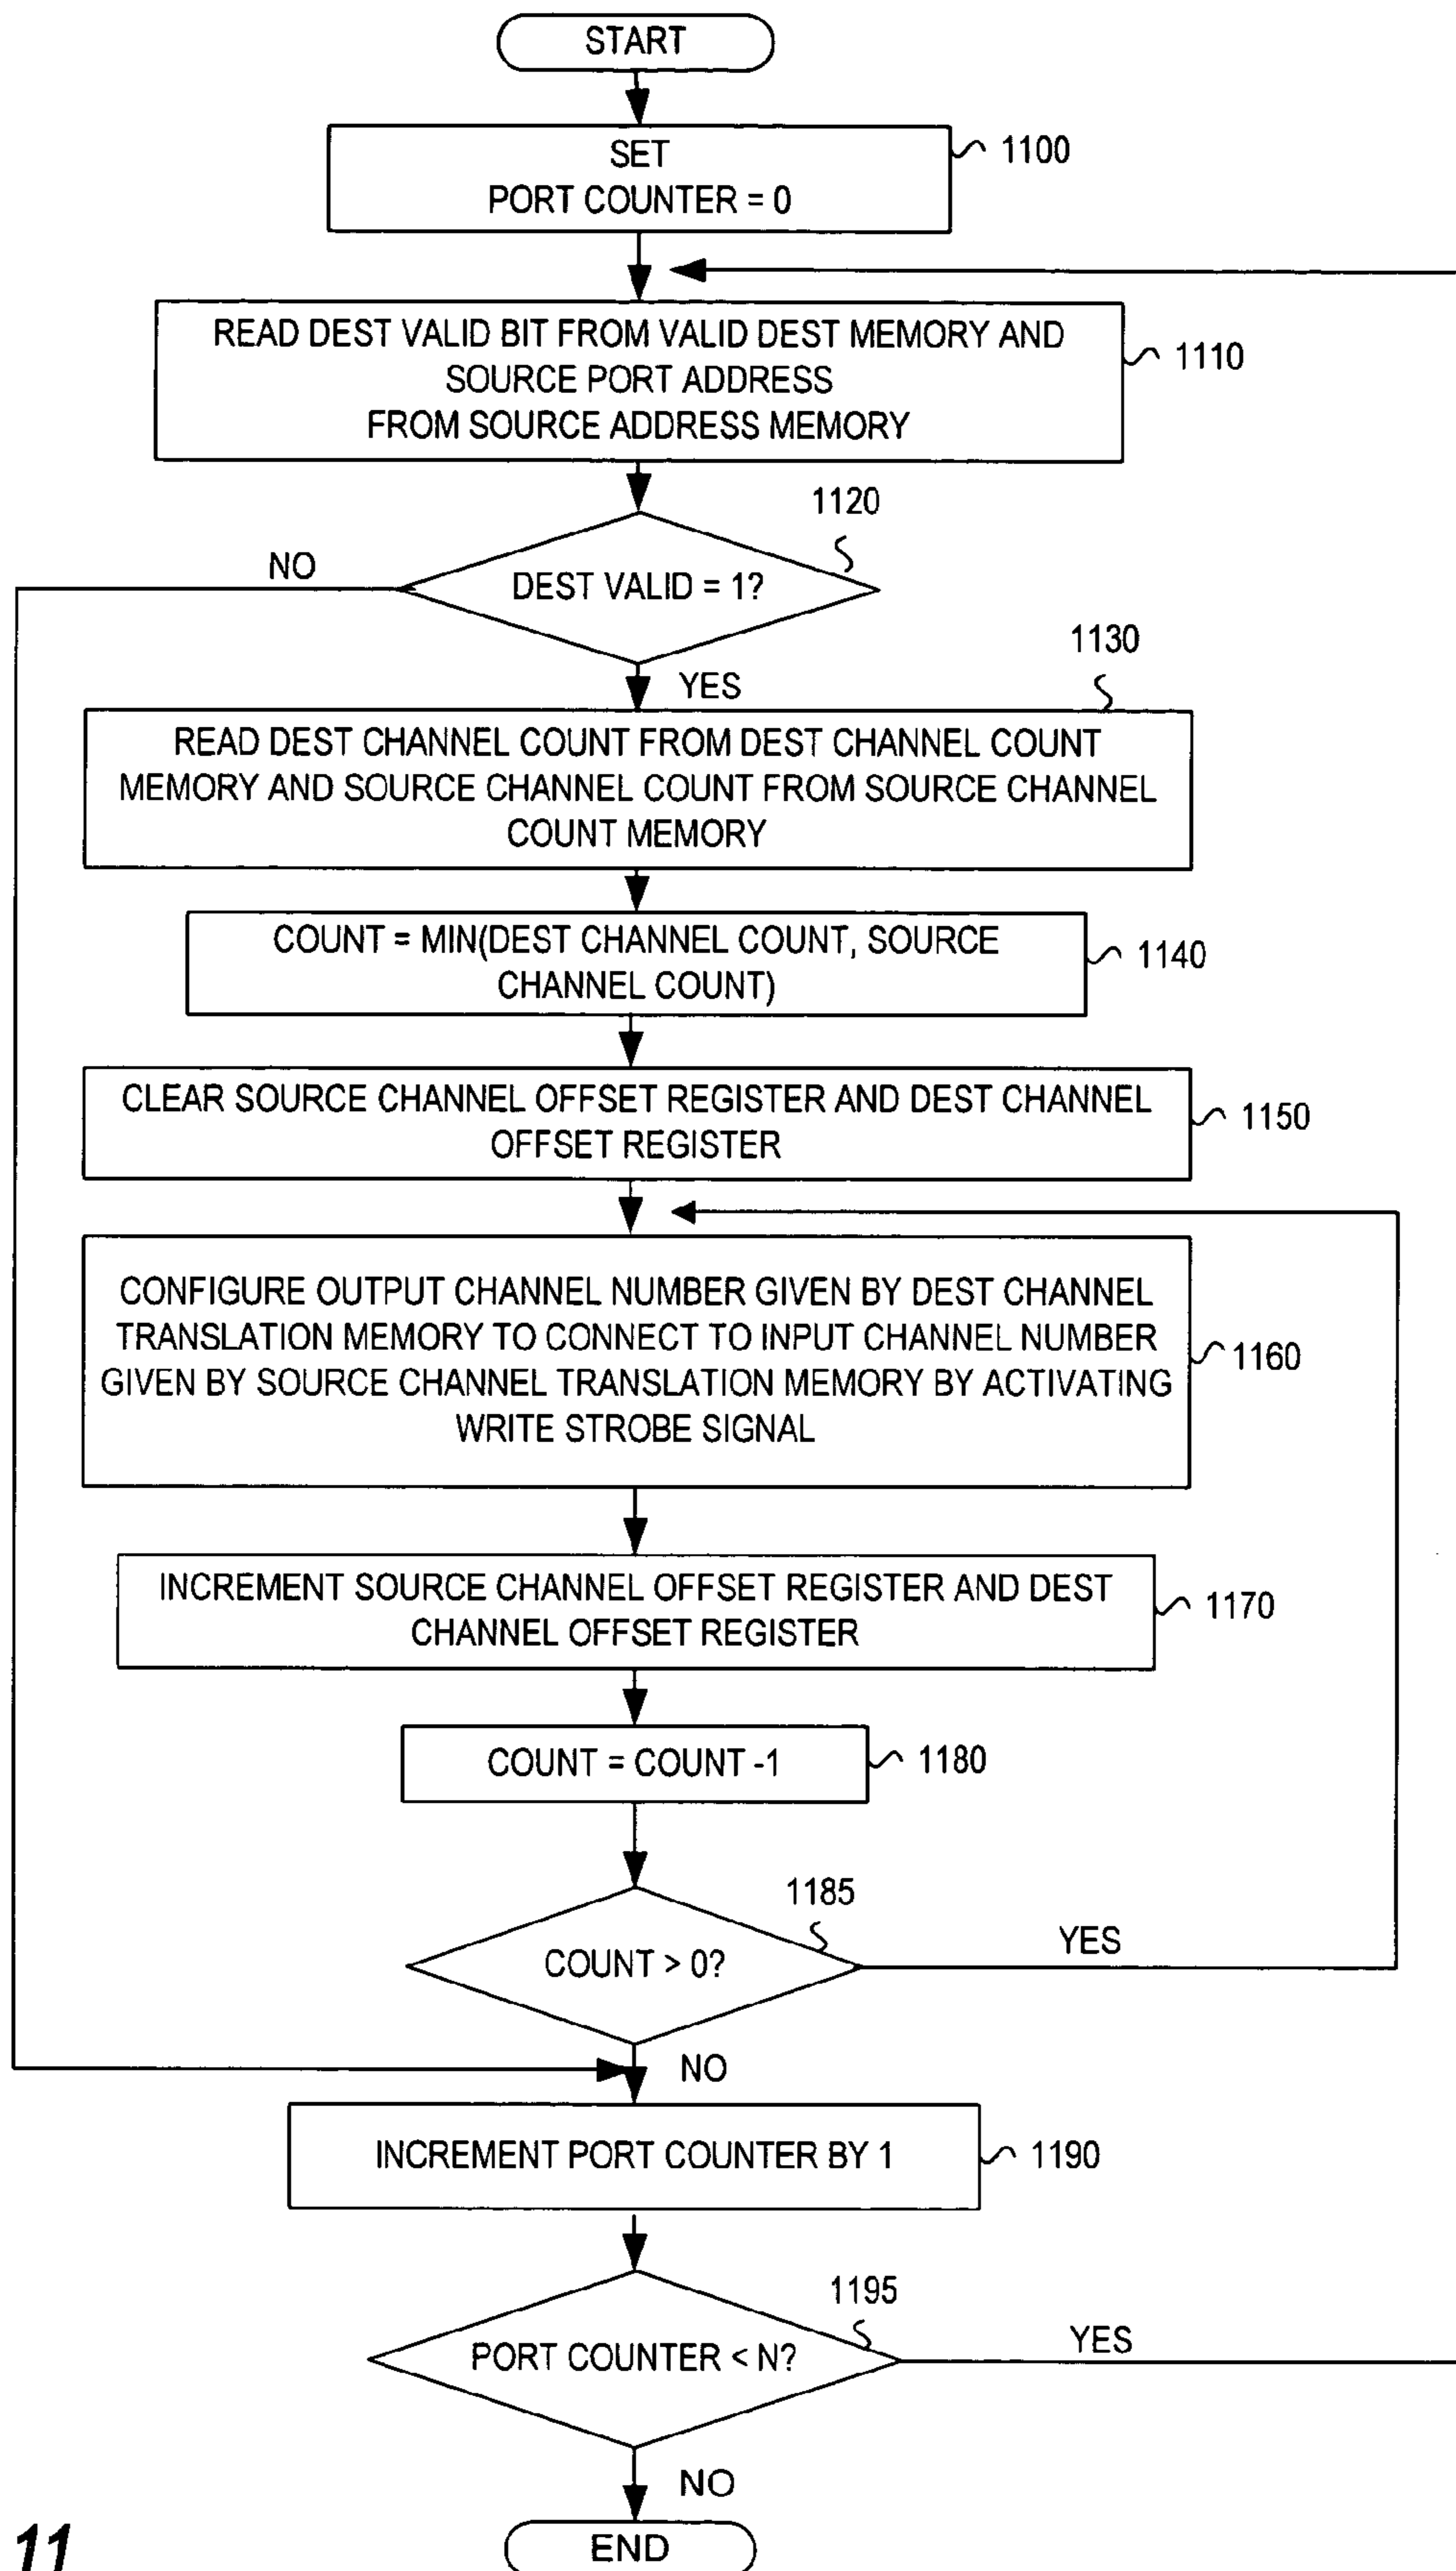 START
SET
1100
PORT COUNTER = 0
READ DEST VALID BIT FROM VALID DEST MEMORY AND
1110
SOURCE PORT ADDRESS
FROM SOURCE ADDRESS MEMORY
1120
NO
DEST VALID = 1?
1130
YES
READ DEST CHANNEL COUNT FROM DEST CHANNEL COUNT
MEMORY AND SOURCE CHANNEL COUNT FROM SOURCE CHANNEL
COUNT MEMORY
COUNT = MIN(DEST CHANNEL COUNT, SOURCE
1140
CHANNEL COUNT)
CLEAR SOURCE CHANNEL OFFSET REGISTER AND DEST CHANNEL
1150
OFFSET REGISTER
CONFIGURE OUTPUT CHANNEL NUMBER GIVEN BY DEST CHANNEL
TRANSLATION MEMORY TO CONNECT TO INPUT CHANNEL NUMBER
1160
GIVEN BY SOURCE CHANNEL TRANSLATION MEMORY BY ACTIVATING
WRITE STROBE SIGNAL
INCREMENT SOURCE CHANNEL OFFSET REGISTER AND DEST
1170
CHANNEL OFFSET REGISTER
COUNT = COUNT -1
1180
1185
COUNT > 0?
YES
NO
INCREMENT PORT COUNTER BY 1
1190
1195
PORT COUNTER < N?
YES
NO
END
11